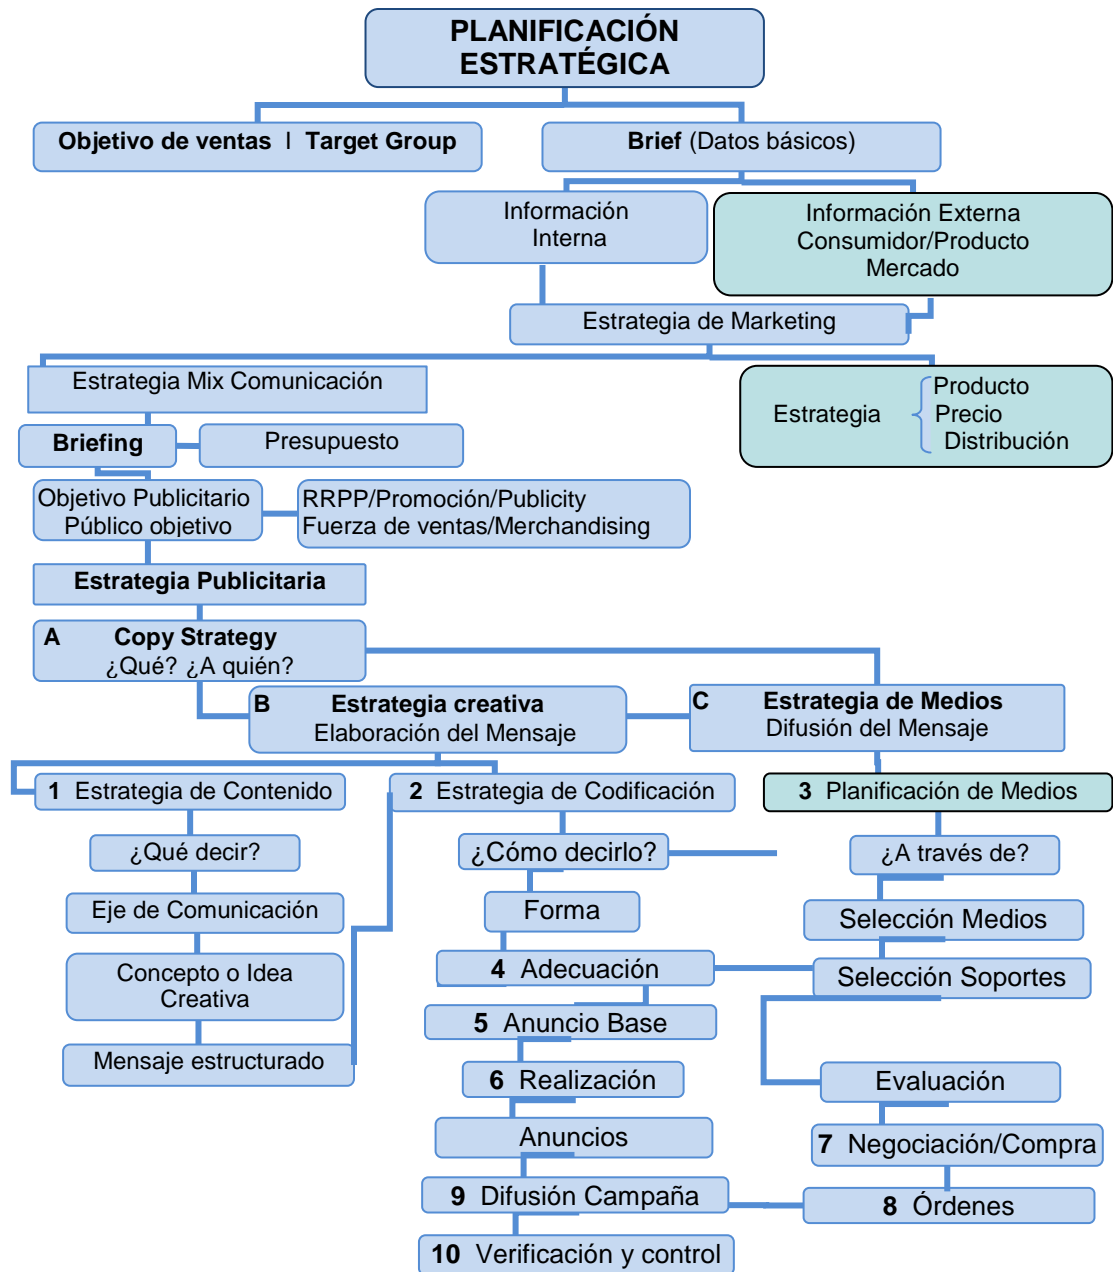 PLANIFICACIÓN
ESTRATÉGICA
Objetivo de ventas I Target Group
Brief (Datos básicos)
Información
Interna
Información Externa
Consumidor/Producto
Mercado
Estrategia de Marketing
Estrategia Mix Comunicación
Estrategia
Producto
Precio
Distribución
Briefing
Presupuesto
Objetivo Publicitario
Público objetivo
RRPP/Promoción/Publicity
Fuerza de ventas/Merchandising
Estrategia Publicitaria
A Copy Strategy
¿Qué? ¿A quién?
B Estrategia creativa
Elaboración del Mensaje
C Estrategia de Medios
Difusión del Mensaje
1 Estrategia de Contenido
2 Estrategia de Codificación
3 Planificación de Medios
¿Qué decir?
¿Cómo decirlo?
¿A través de?
Eje de Comunicación
Forma
Selección Medios
Concepto o Idea
Creativa
4 Adecuación
Selección Soportes
Mensaje estructurado
5 Anuncio Base
6 Realización
Evaluación
Anuncios
7 Negociación/Compra
9 Difusión Campaña
8 Órdenes
10 Verificación y control